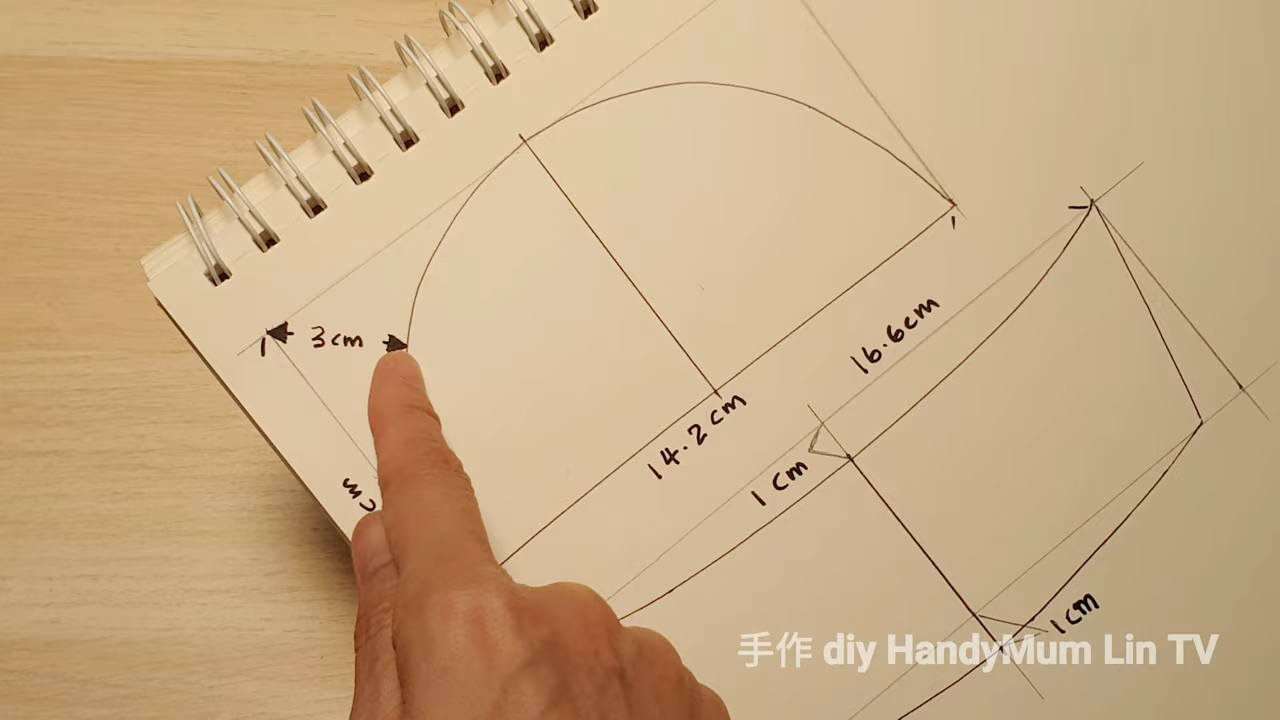 3cm
14.2cm
16.6cm
1cm
1cm
手作 diy HandyMum Lin TV